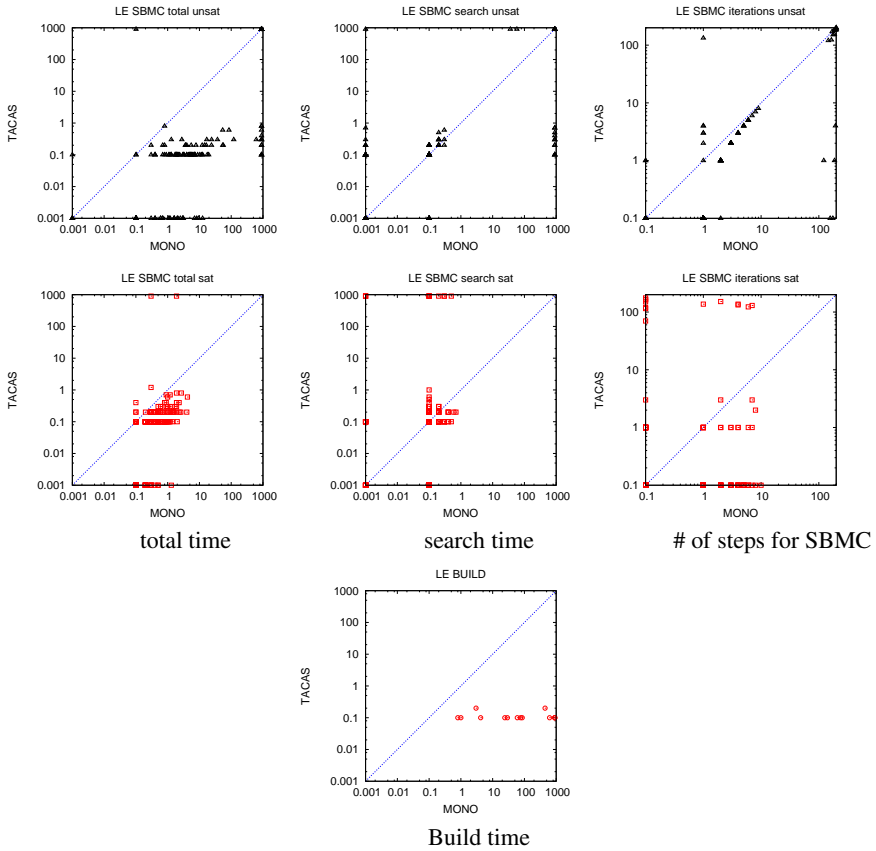 LE SBMC total unsat
1000
100
10
1
0.1
0.01
0.001
0.001 0.01 0.1 1 10 100 1000
TACAS
MONO
LE SBMC search unsat
1000
100
10
1
0.1
0.01
0.001
0.001 0.01 0.1 1 10 100 1000
TACAS
MONO
LE SBMC iterations unsat
100
10
1
0.1
0.1 1 10 100
TACAS
MONO
LE SBMC total sat
1000
100
10
1
0.1
0.01
0.001
0.001 0.01 0.1 1 10 100 1000
TACAS
MONO
total time
LE SBMC search sat
1000
100
10
1
0.1
0.01
0.001
0.001 0.01 0.1 1 10 100 1000
TACAS
MONO
search time
LE SBMC iterations sat
100
10
1
0.1
0.1 1 10 100
TACAS
MONO
# of steps for SBMC
LE BUILD
1000
100
10
1
0.1
0.01
0.001
0.001 0.01 0.1 1 10 100 1000
TACAS
MONO
Build time